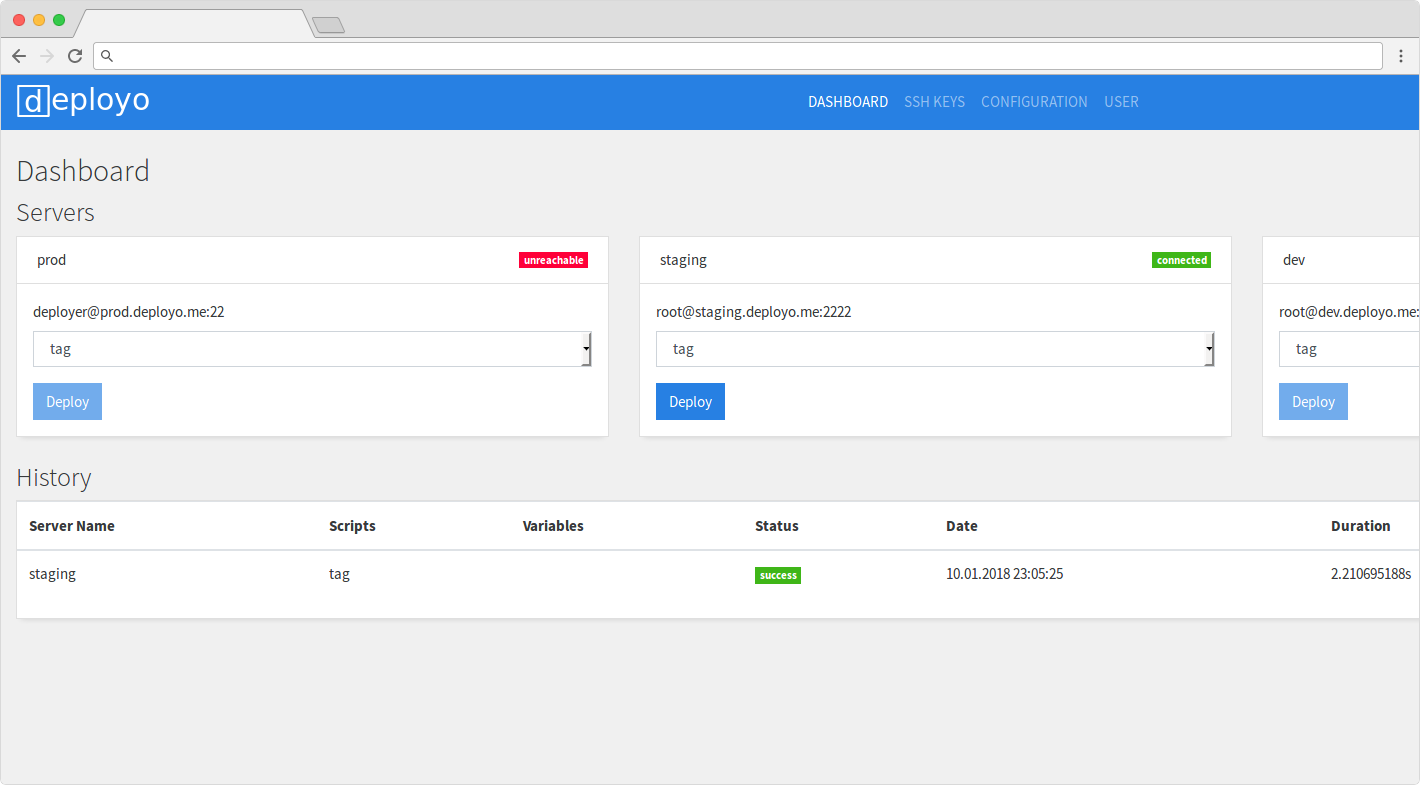 deployo
DASHBOARD SSH KEYS CONFIGURATION USER
Dashboard
Servers
prod unreachable
deployer@prod.deployo.me:22
tag
Deploy
staging connected
root@staging.deployo.me:2222
tag
Deploy
dev
root@dev.deployo.me:
tag
Deploy
History
Server Name Scripts Variables Status Date Duration
staging tag success 10.01.2018 23:05:25 2.210695188s